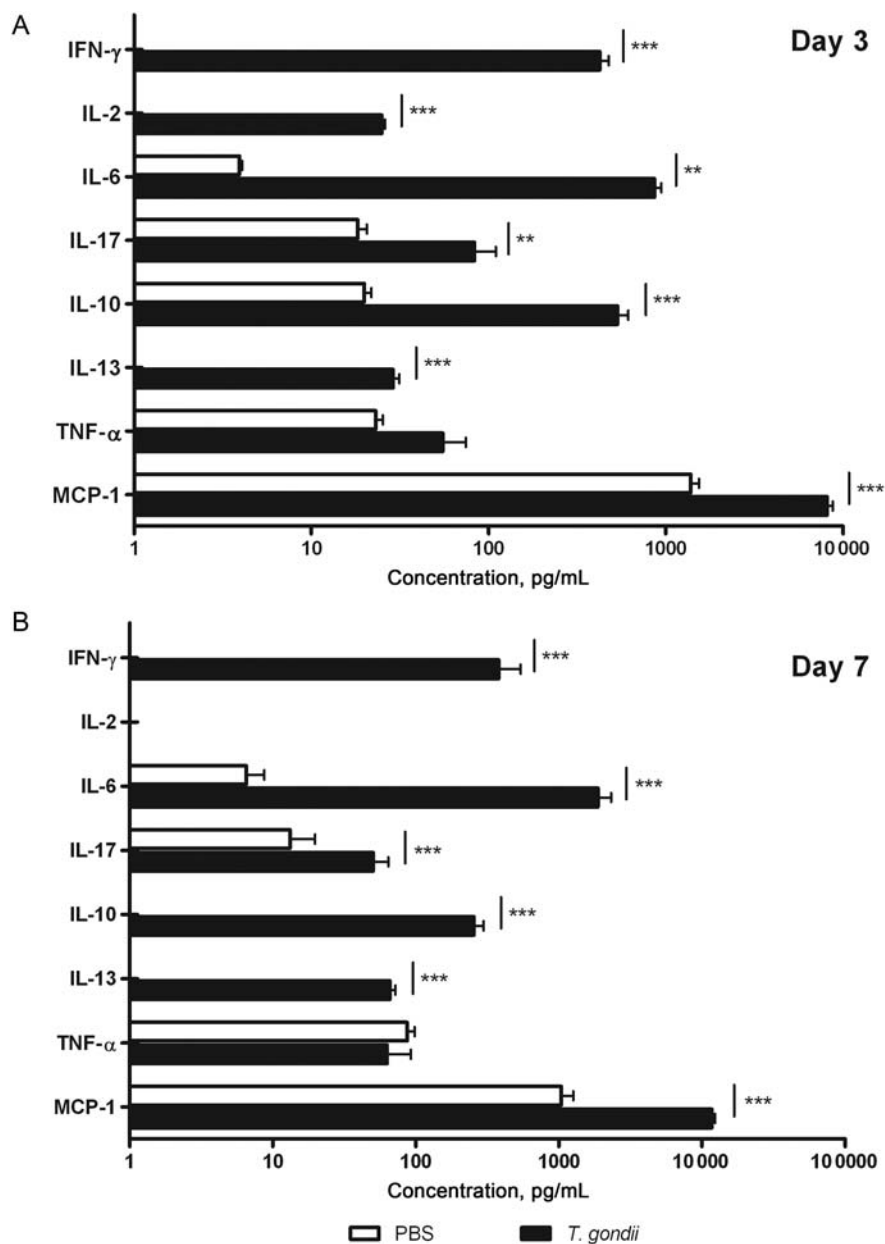 A
Day 3
IFN-γ
***
IL-2
***
IL-6
**
IL-17
**
IL-10
***
IL-13
***
TNF-α
MCP-1
***
1 10 100 1000 10 000
Concentration, pg/mL
B
Day 7
IFN-γ
***
IL-2
IL-6
***
IL-17
***
IL-10
***
IL-13
***
TNF-α
MCP-1
***
1 10 100 1000 10 000 100 000
Concentration, pg/mL
PBS T. gondii